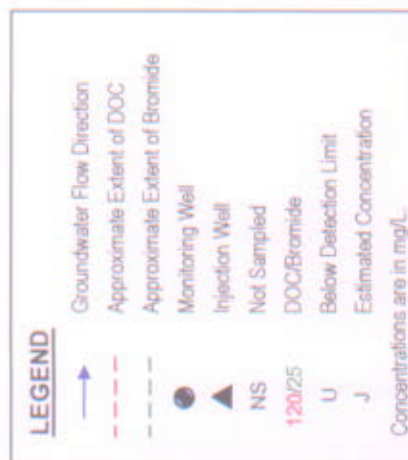 LEGEND
Groundwater Flow Direction
Approximate Extent of DOC
Approximate Extent of Bromide
Monitoring Well
Injection Well
NS Not Sampled
120/25 DOC/Bromide
U Below Detection Limit
J Estimated Concentration
Concentrations are in mg/L.